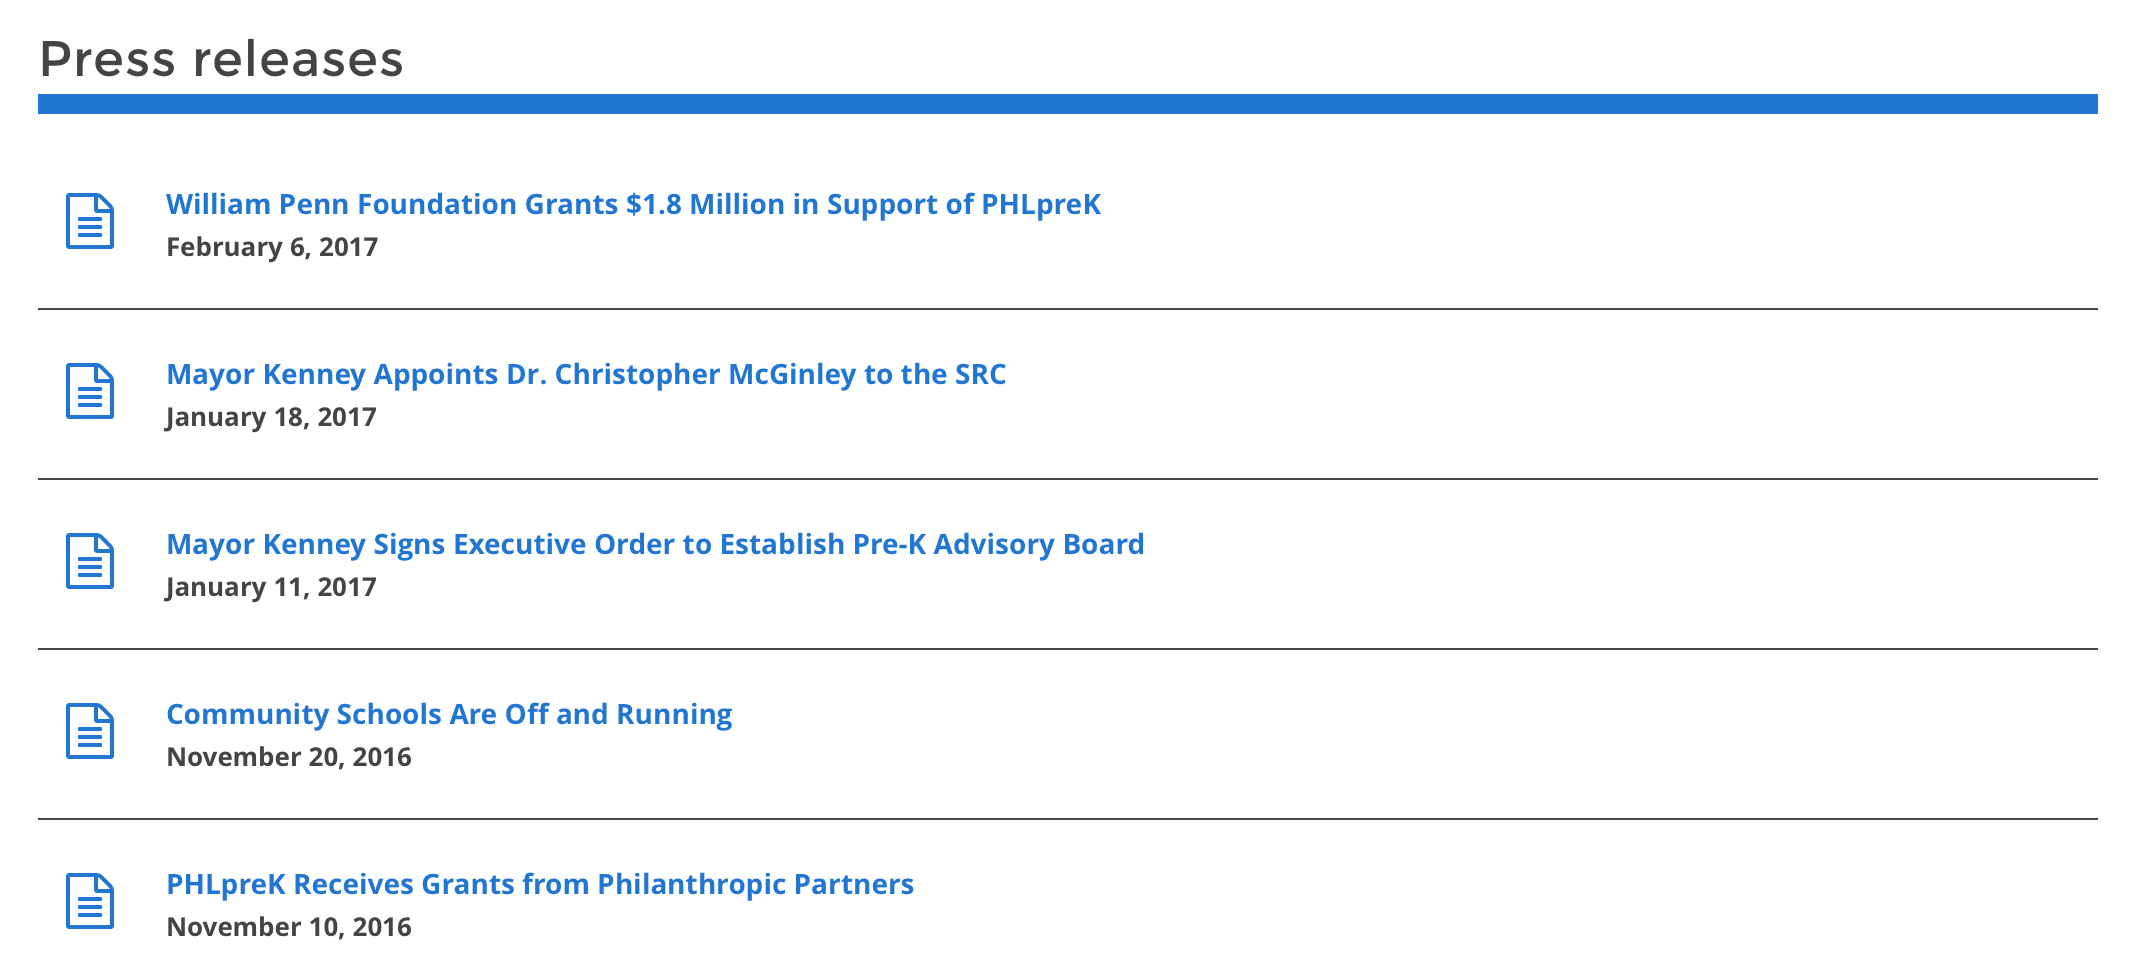 Press releases
William Penn Foundation Grants $1.8 Million in Support of PHLpreK
February 6, 2017
Mayor Kenney Appoints Dr. Christopher McGinley to the SRC
January 18, 2017
Mayor Kenney Signs Executive Order to Establish Pre-K Advisory Board
January 11, 2017
Community Schools Are Off and Running
November 20, 2016
PHLpreK Receives Grants from Philanthropic Partners
November 10, 2016